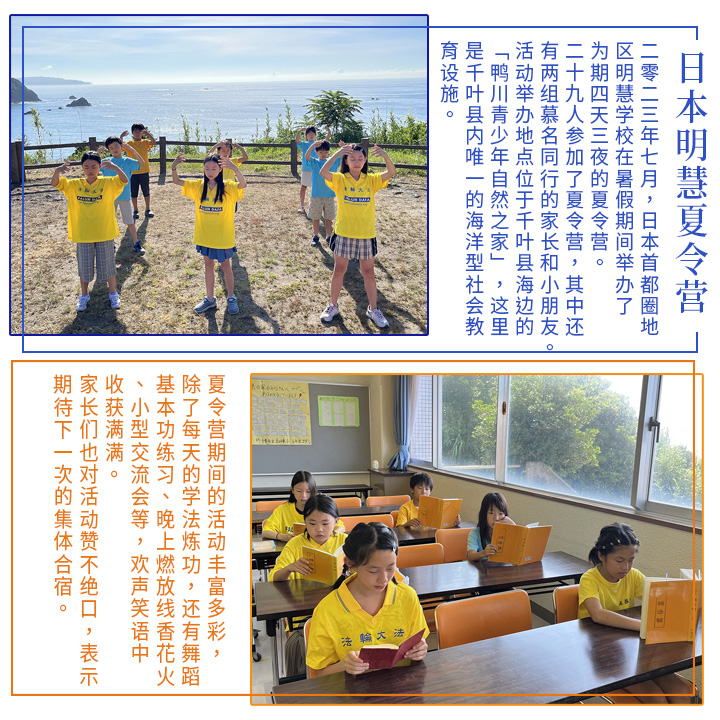 日本明慧夏令营
二零二三年七月，日本首都圈地
区明慧学校在暑假期间举办了
为期四天三夜的夏令营。
二十九人参加了夏令营，其中还
有两组慕名同行的家长和小朋友。
活动举办地点位于千叶县海边的
「鸭川青少年自然之家」，这里
是千叶县内唯一的海洋型社会教
育设施。
FALUN DAFA
夏令营期间的活动丰富多彩，
除了每天的学法炼功，还有舞蹈
基本功练习、晚上燃放线香花火
、小型交流会等，欢声笑语中
收获满满。
家长们也对活动赞不绝口，表示
期待下一次的集体合宿。
法輪大法